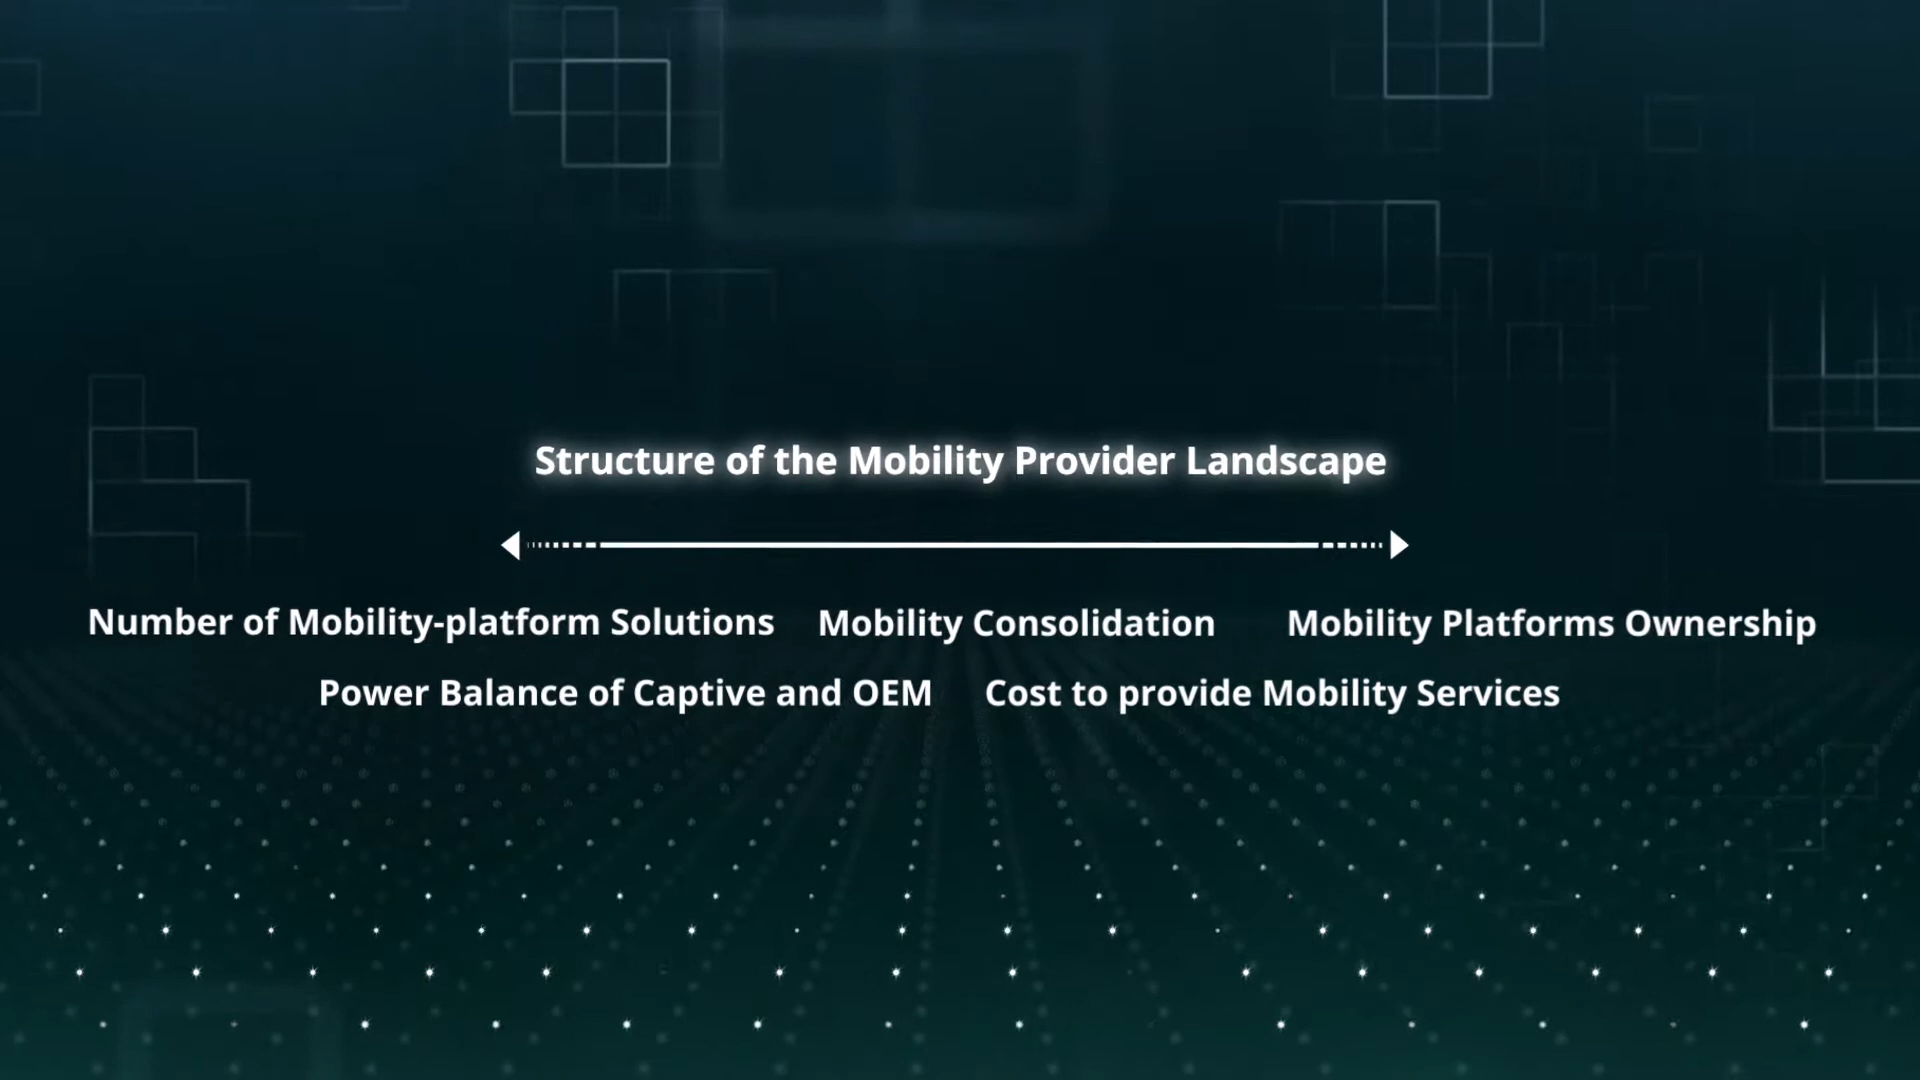 Structure of the Mobility Provider Landscape
Number of Mobility-platform Solutions Mobility Consolidation Mobility Platforms Ownership
Power Balance of Captive and OEM Cost to provide Mobility Services